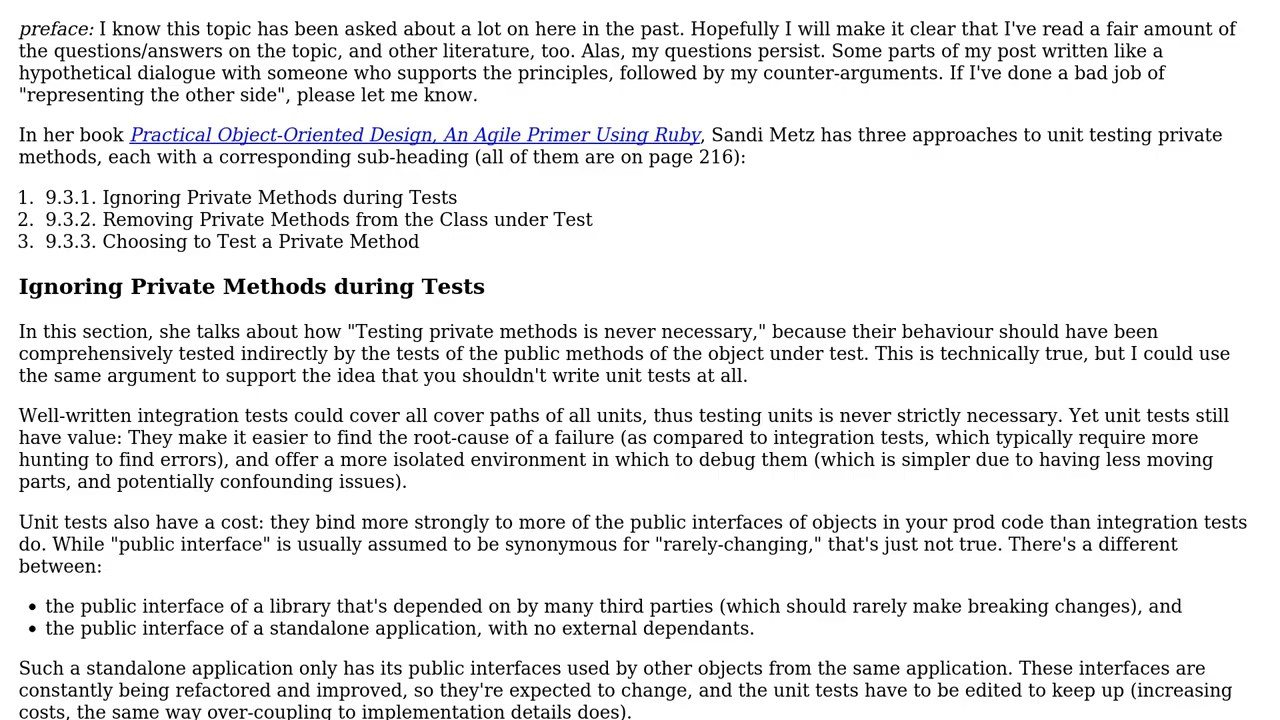 preface: I know this topic has been asked about a lot on here in the past. Hopefully I will make it clear that I've read a fair amount of
the questions/answers on the topic, and other literature, too. Alas, my questions persist. Some parts of my post written like a
hypothetical dialogue with someone who supports the principles, followed by my counter-arguments. If I've done a bad job of
"representing the other side", please let me know.
In her book Practical Object-Oriented Design, An Agile Primer Using Ruby, Sandi Metz has three approaches to unit testing private
methods, each with a corresponding sub-heading (all of them are on page 216):
1. 9.3.1. Ignoring Private Methods during Tests
2. 9.3.2. Removing Private Methods from the Class under Test
3. 9.3.3. Choosing to Test a Private Method
Ignoring Private Methods during Tests
In this section, she talks about how "Testing private methods is never necessary," because their behaviour should have been
comprehensively tested indirectly by the tests of the public methods of the object under test. This is technically true, but I could use
the same argument to support the idea that you shouldn't write unit tests at all.
Well-written integration tests could cover all cover paths of all units, thus testing units is never strictly necessary. Yet unit tests still
have value: They make it easier to find the root-cause of a failure (as compared to integration tests, which typically require more
hunting to find errors), and offer a more isolated environment in which to debug them (which is simpler due to having less moving
parts, and potentially confounding issues).
Unit tests also have a cost: they bind more strongly to more of the public interfaces of objects in your prod code than integration tests
do. While "public interface" is usually assumed to be synonymous for "rarely-changing," that's just not true. There's a different
between:
• the public interface of a library that's depended on by many third parties (which should rarely make breaking changes), and
• the public interface of a standalone application, with no external dependants.
Such a standalone application only has its public interfaces used by other objects from the same application. These interfaces are
constantly being refactored and improved, so they're expected to change, and the unit tests have to be edited to keep up (increasing
costs, the same way over-coupling to implementation details does).